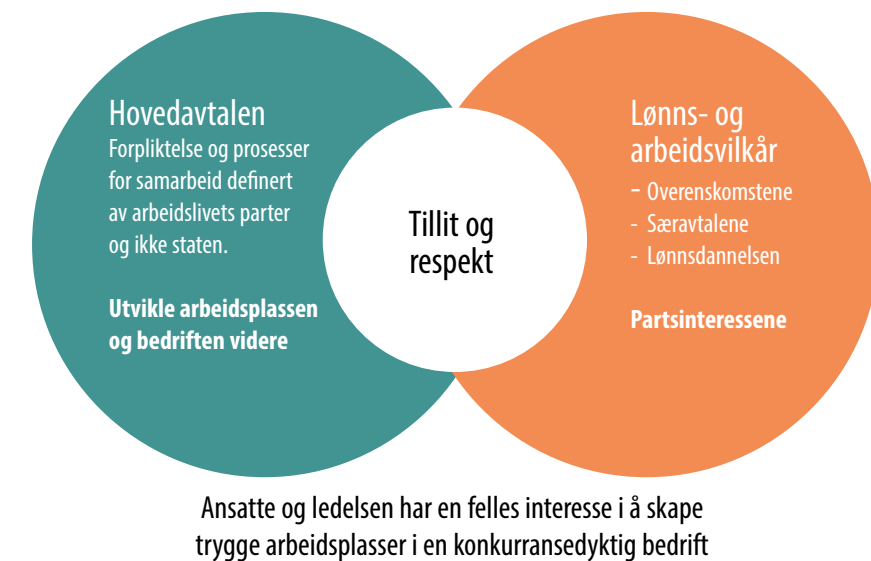 Hovedavtalen
Forpliktelse og prosesser
for samarbeid definert
av arbeidslivets parter
og ikke staten.
Utvikle arbeidsplassen
og bedriften videre
Tillit og
respekt
Lønns- og
arbeidsvilkår
- Overenskomstene
- Særavtalene
- Lønnsdannelsen
Partsinteressene
Ansatte og ledelsen har en felles interesse i å skape
trygge arbeidsplasser i en konkurransedyktig bedrift